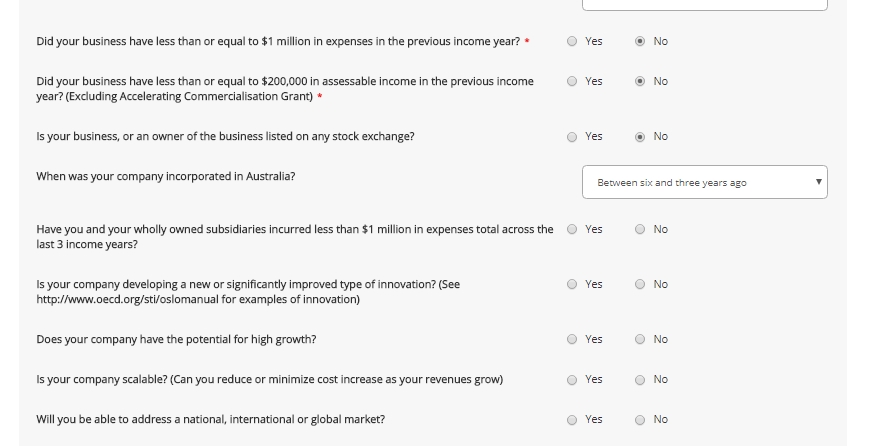 Did your business have less than or equal to $1 million in expenses in the previous income year? * Yes No
Did your business have less than or equal to $200,000 in assessable income in the previous income Yes No
year? (Excluding Accelerating Commercialisation Grant) *
Is your business, or an owner of the business listed on any stock exchange? Yes No
When was your company incorporated in Australia? Between six and three years ago
Have you and your wholly owned subsidiaries incurred less than $1 million in expenses total across the Yes No
last 3 income years?
Is your company developing a new or significantly improved type of innovation? (See Yes No
http://www.oecd.org/sti/oslomanual for examples of innovation)
Does your company have the potential for high growth? Yes No
Is your company scalable? (Can you reduce or minimize cost increase as your revenues grow) Yes No
Will you be able to address a national, international or global market? Yes No